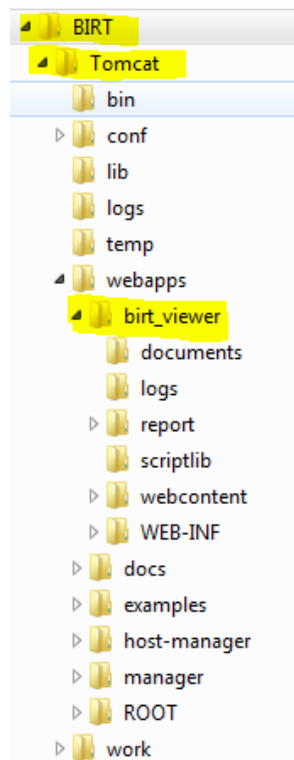 BIRT
Tomcat
bin
conf
lib
logs
temp
webapps
birt_viewer
documents
logs
report
scriptlib
webcontent
WEB-INF
docs
examples
host-manager
manager
ROOT
work